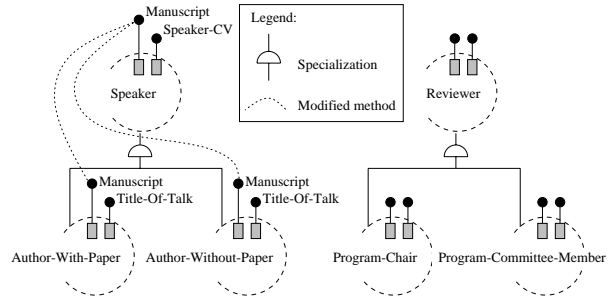 Manuscript
Speaker-CV
Speaker
Legend:
Specialization
Modified method
Reviewer
Manuscript
Title-Of-Talk
Author-With-Paper
Manuscript
Title-Of-Talk
Author-Without-Paper
Program-Chair
Program-Committee-Member